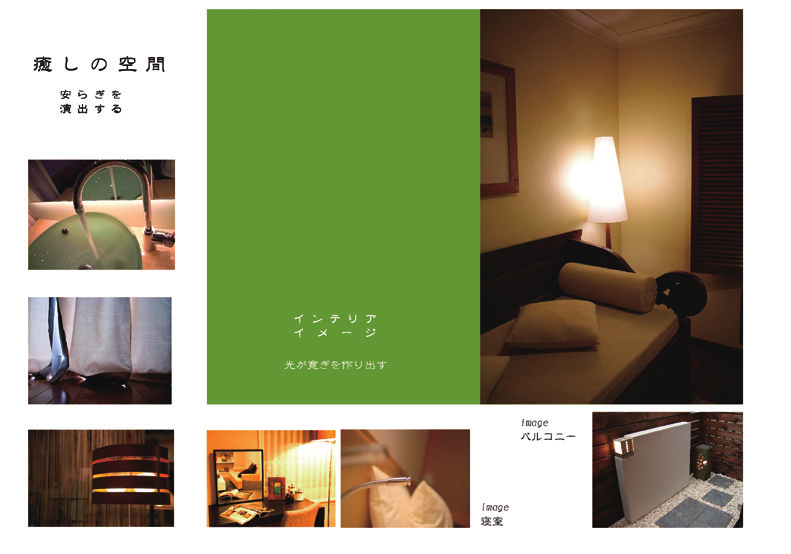 癒しの空間
安らぎを
演出する
インテリア
イメージ
光が寛ぎを作り出す
image
バルコニー
image
寝室